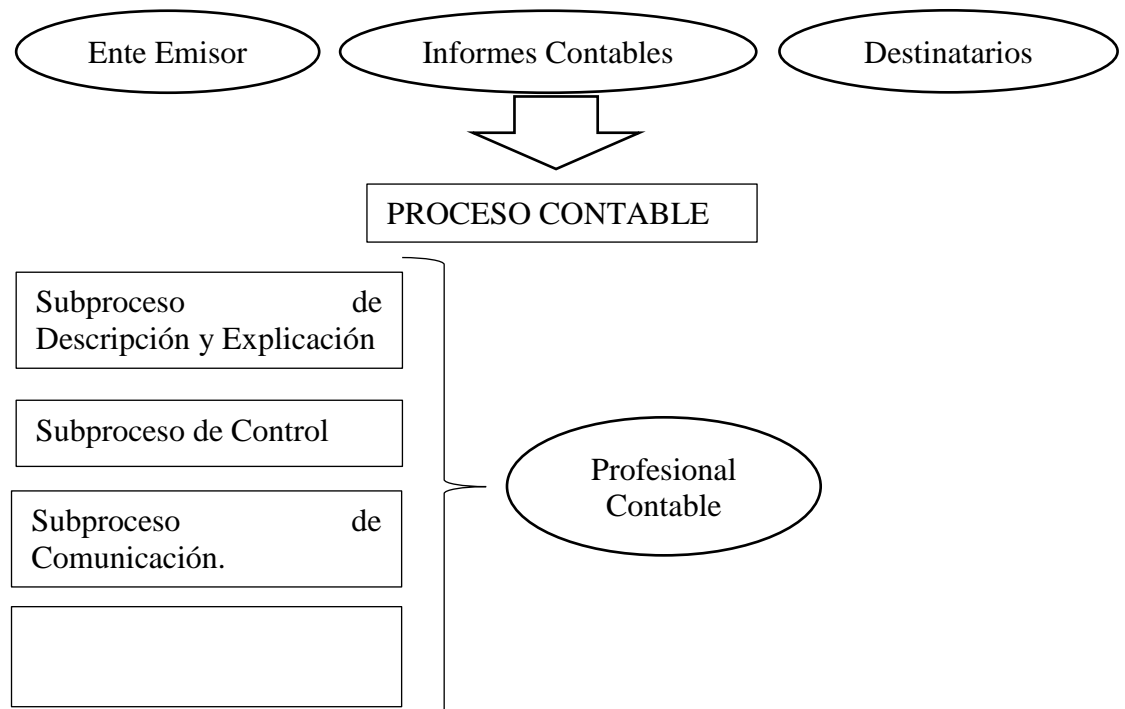 Ente Emisor
Informes Contables
Destinatarios
PROCESO CONTABLE
Subproceso de
Descripción y Explicación
Subproceso de Control
Subproceso de
Comunicación.
Profesional
Contable